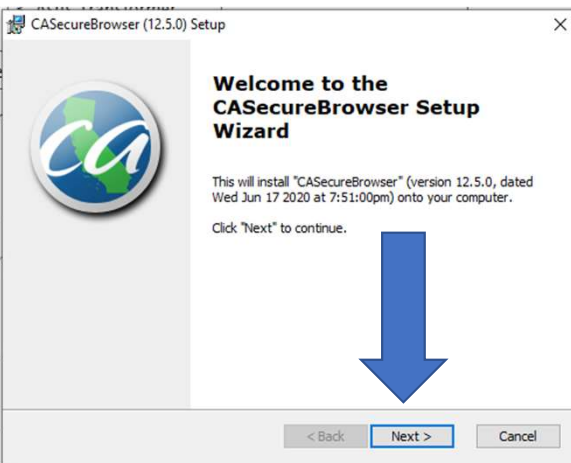 CASecureBrowser (12.5.0) Setup
CA
Welcome to the
CASecureBrowser Setup
Wizard
This will install "CASecureBrowser" (version 12.5.0, dated
Wed Jun 17 2020 at 7:51:00pm) onto your computer.
Click "Next" to continue.
< Back
Next >
Cancel